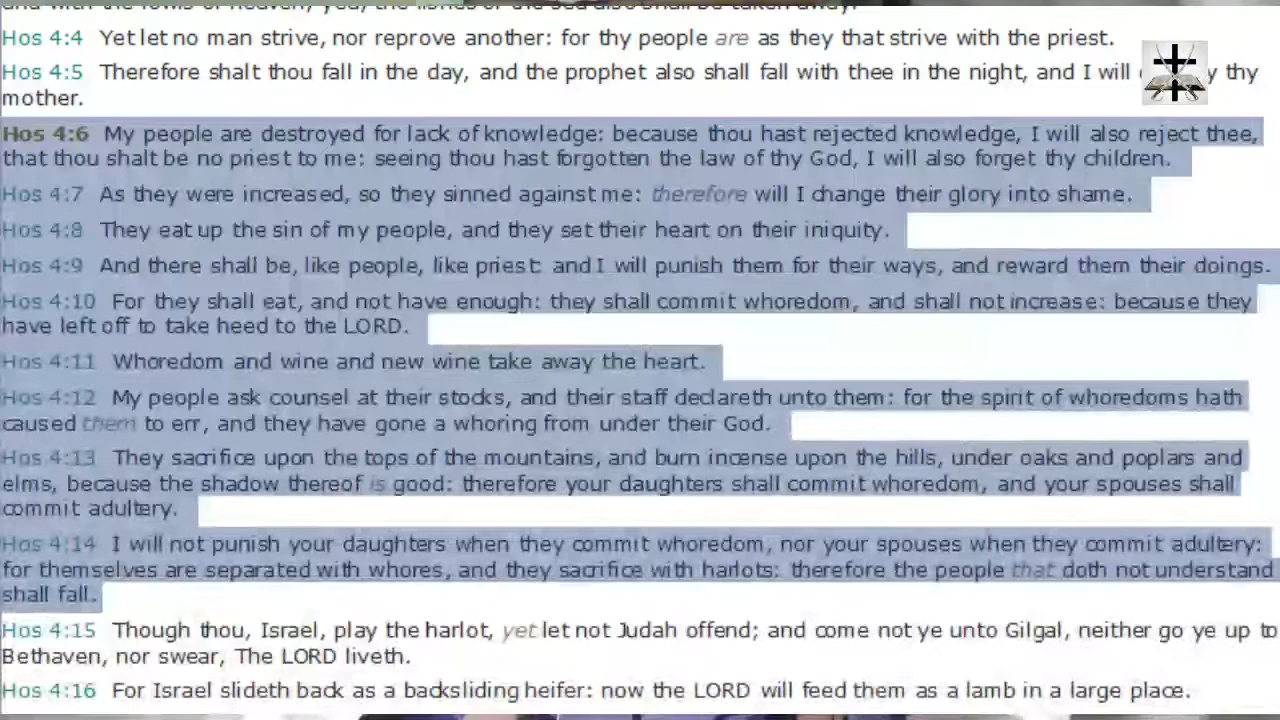 Hos 4:4 Yet let no man strive, nor reprove another: for thy people are as they that strive with the priest.
Hos 4:5 Therefore shalt thou fall in the day, and the prophet also shall fall with thee in the night, and I will thy
mother.
Hos 4:6 My people are destroyed for lack of knowledge: because thou hast rejected knowledge, I will also reject thee,
that thou shalt be no priest to me: seeing thou hast forgotten the law of thy God, I will also forget thy children.
Hos 4:7 As they were increased, so they sinned against me: therefore will I change their glory into shame.
Hos 4:8 They eat up the sin of my people, and they set their heart on their iniquity.
Hos 4:9 And there shall be, like people, like priest: and I will punish them for their ways, and reward them their doings.
Hos 4:10 For they shall eat, and not have enough: they shall commit whoredom, and shall not increase: because they
have left off to take heed to the LORD.
Hos 4:11 Whoredom and wine and new wine take away the heart.
Hos 4:12 My people ask counsel at their stocks, and their staff declareth unto them: for the spirit of whoredoms hath
caused them to err, and they have gone a whoring from under their God.
Hos 4:13 They sacrifice upon the tops of the mountains, and burn incense upon the hills, under oaks and poplars and
elms, because the shadow thereof is good: therefore your daughters shall commit whoredom, and your spouses shall
commit adultery.
Hos 4:14 I will not punish your daughters when they commit whoredom, nor your spouses when they commit adultery:
for themselves are separated with whores, and they sacrifice with harlots: therefore the people that doth not understand
shall fall.
Hos 4:15 Though thou, Israel, play the harlot, yet let not Judah offend; and come not ye unto Gilgal, neither go ye up to
Bethaven, nor swear, The LORD liveth.
Hos 4:16 For Israel slideth back as a backsliding heifer: now the LORD will feed them as a lamb in a large place.